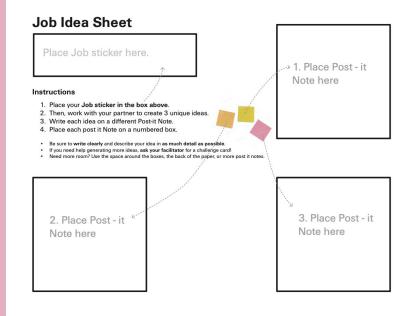 Job Idea Sheet
Place Job sticker here.
Instructions
1. Place your Job sticker in the box above.
2. Then, work with your partner to create 3 unique ideas.
3. Write each idea on a different Post-it Note.
4. Place each post it Note on a numbered box.
• Be sure to write clearly and describe your idea in as much detail as possible.
• If you need help generating more ideas, ask your facilitator for a challenge card!
• Need more room? Use the space around the boxes, the back of the paper, or more post it notes.
1. Place Post - it
Note here
2. Place Post - it
Note here
3. Place Post - it
Note here